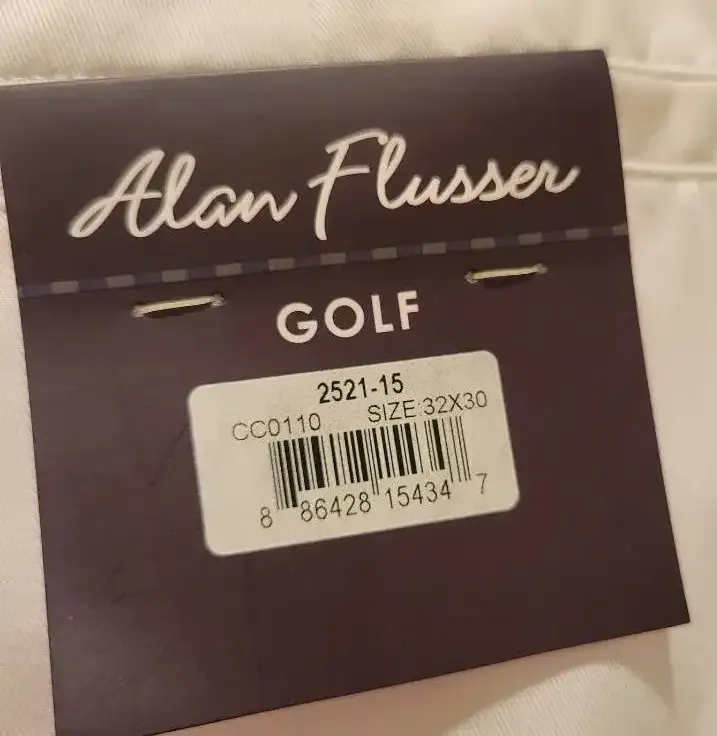 Alan Flusser
GOLF
2521-15
CC0110 SIZE:32X30
8 86428 15434 7